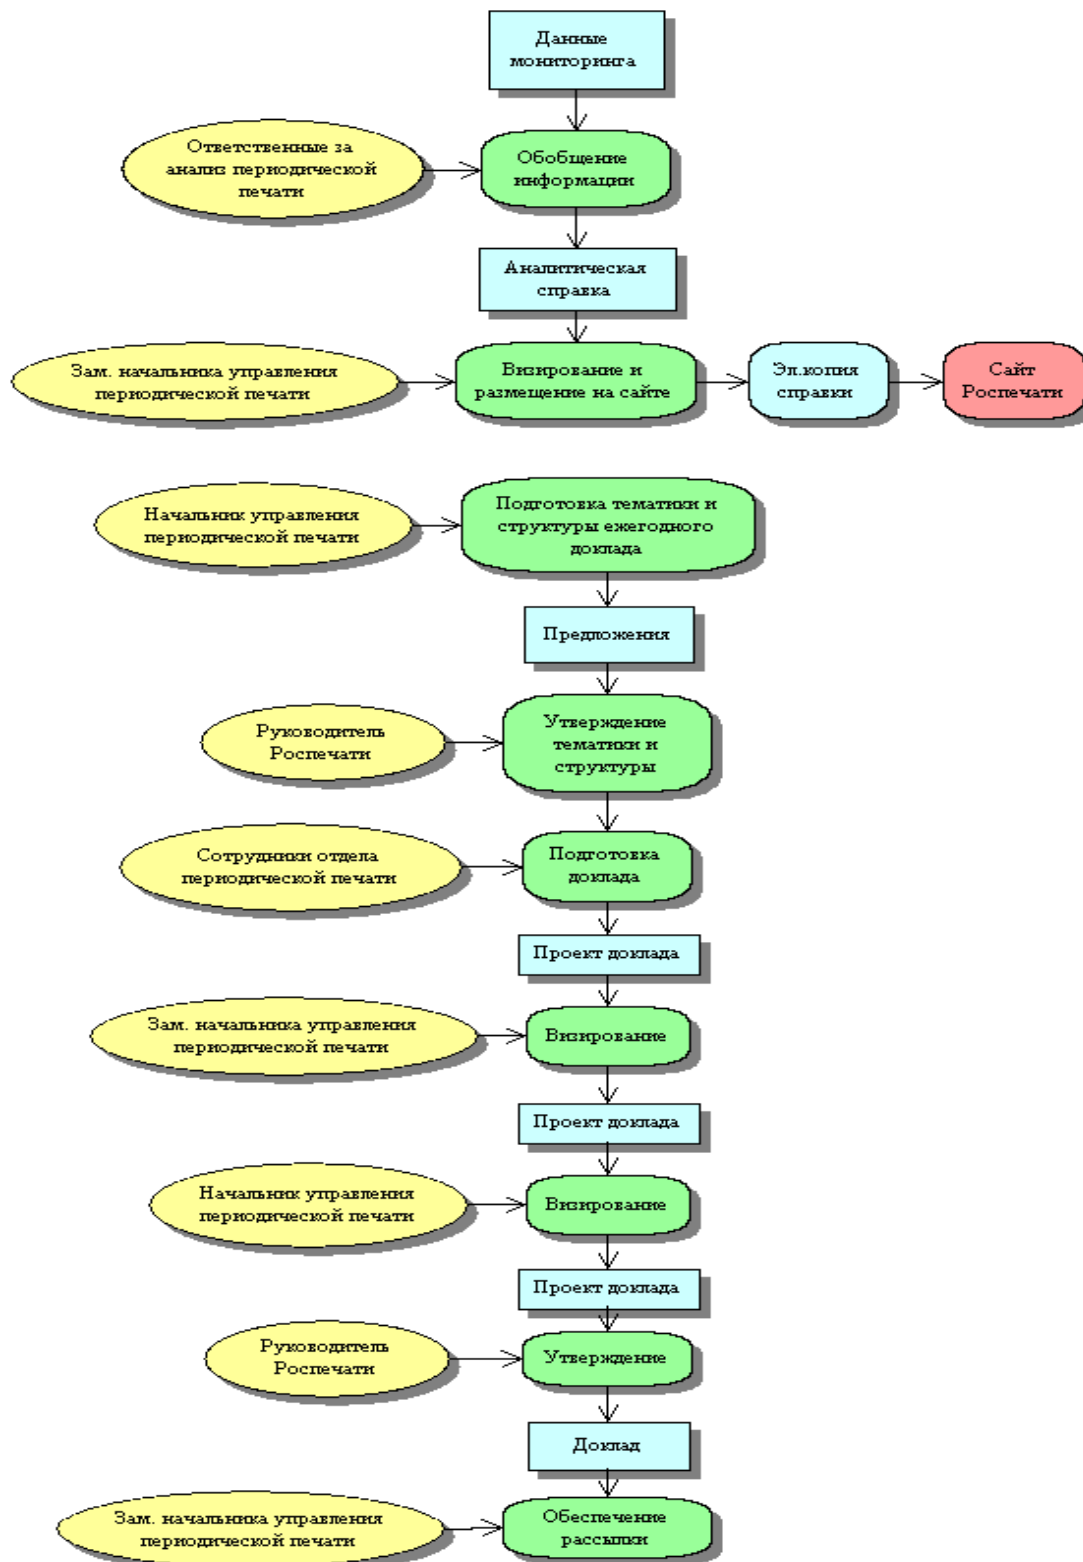 Данные
мониторинга
Ответственные за
анализ периодической
печати
Обобщение
информации
Аналитическая
справка
Зам. начальника управления
периодической печати
Визирование и
размещение на сайте
Эл.копия
справки
Сайт
Роспечати
Начальник управления
периодической печати
Подготовка тематики и
структуры ежегодного
доклада
Предложения
Руководитель
Роспечати
Утверждение
тематики и
структуры
Сотрудники отдела
периодической печати
Подготовка
доклада
Проект доклада
Зам. начальника управления
периодической печати
Визирование
Проект доклада
Начальник управления
периодической печати
Визирование
Проект доклада
Руководитель
Роспечати
Утверждение
Доклад
Зам. начальника управления
периодической печати
Обеспечение
рассылки